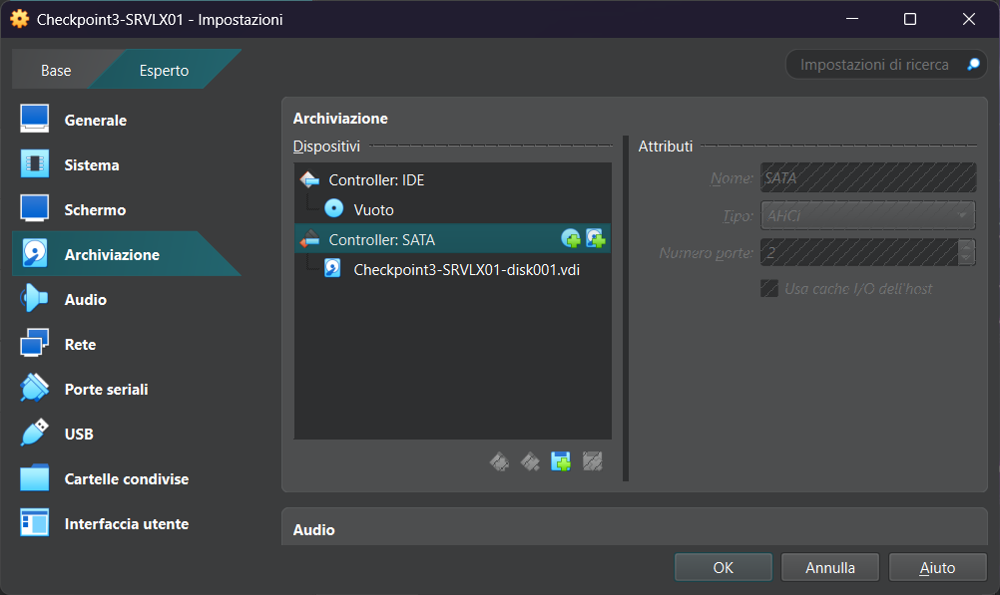 Checkpoint3-SRVLX01 - Impostazioni
Base
Esperto
Impostazioni di ricerca
Generale
Sistema
Schermo
Archiviazione
Audio
Rete
Porte seriali
USB
Cartelle condivise
Interfaccia utente
Archiviazione
Dispositivi
Controller: IDE
Vuoto
Controller: SATA
Checkpoint3-SRVLX01-disk001.vdi
Attributi
Nome: SATA
Tipo: AHCI
Numero porte: 2
Usa cache I/O dell'host
Audio
OK
Annulla
Aiuto